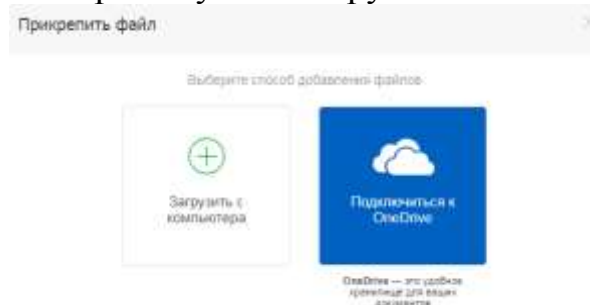 Прикрепить файл
Выберите способ добавления файлов
Загрузить с
компьютера
Подключиться к
OneDrive
OneDrive — это удобное
хранилище для ваших
документов